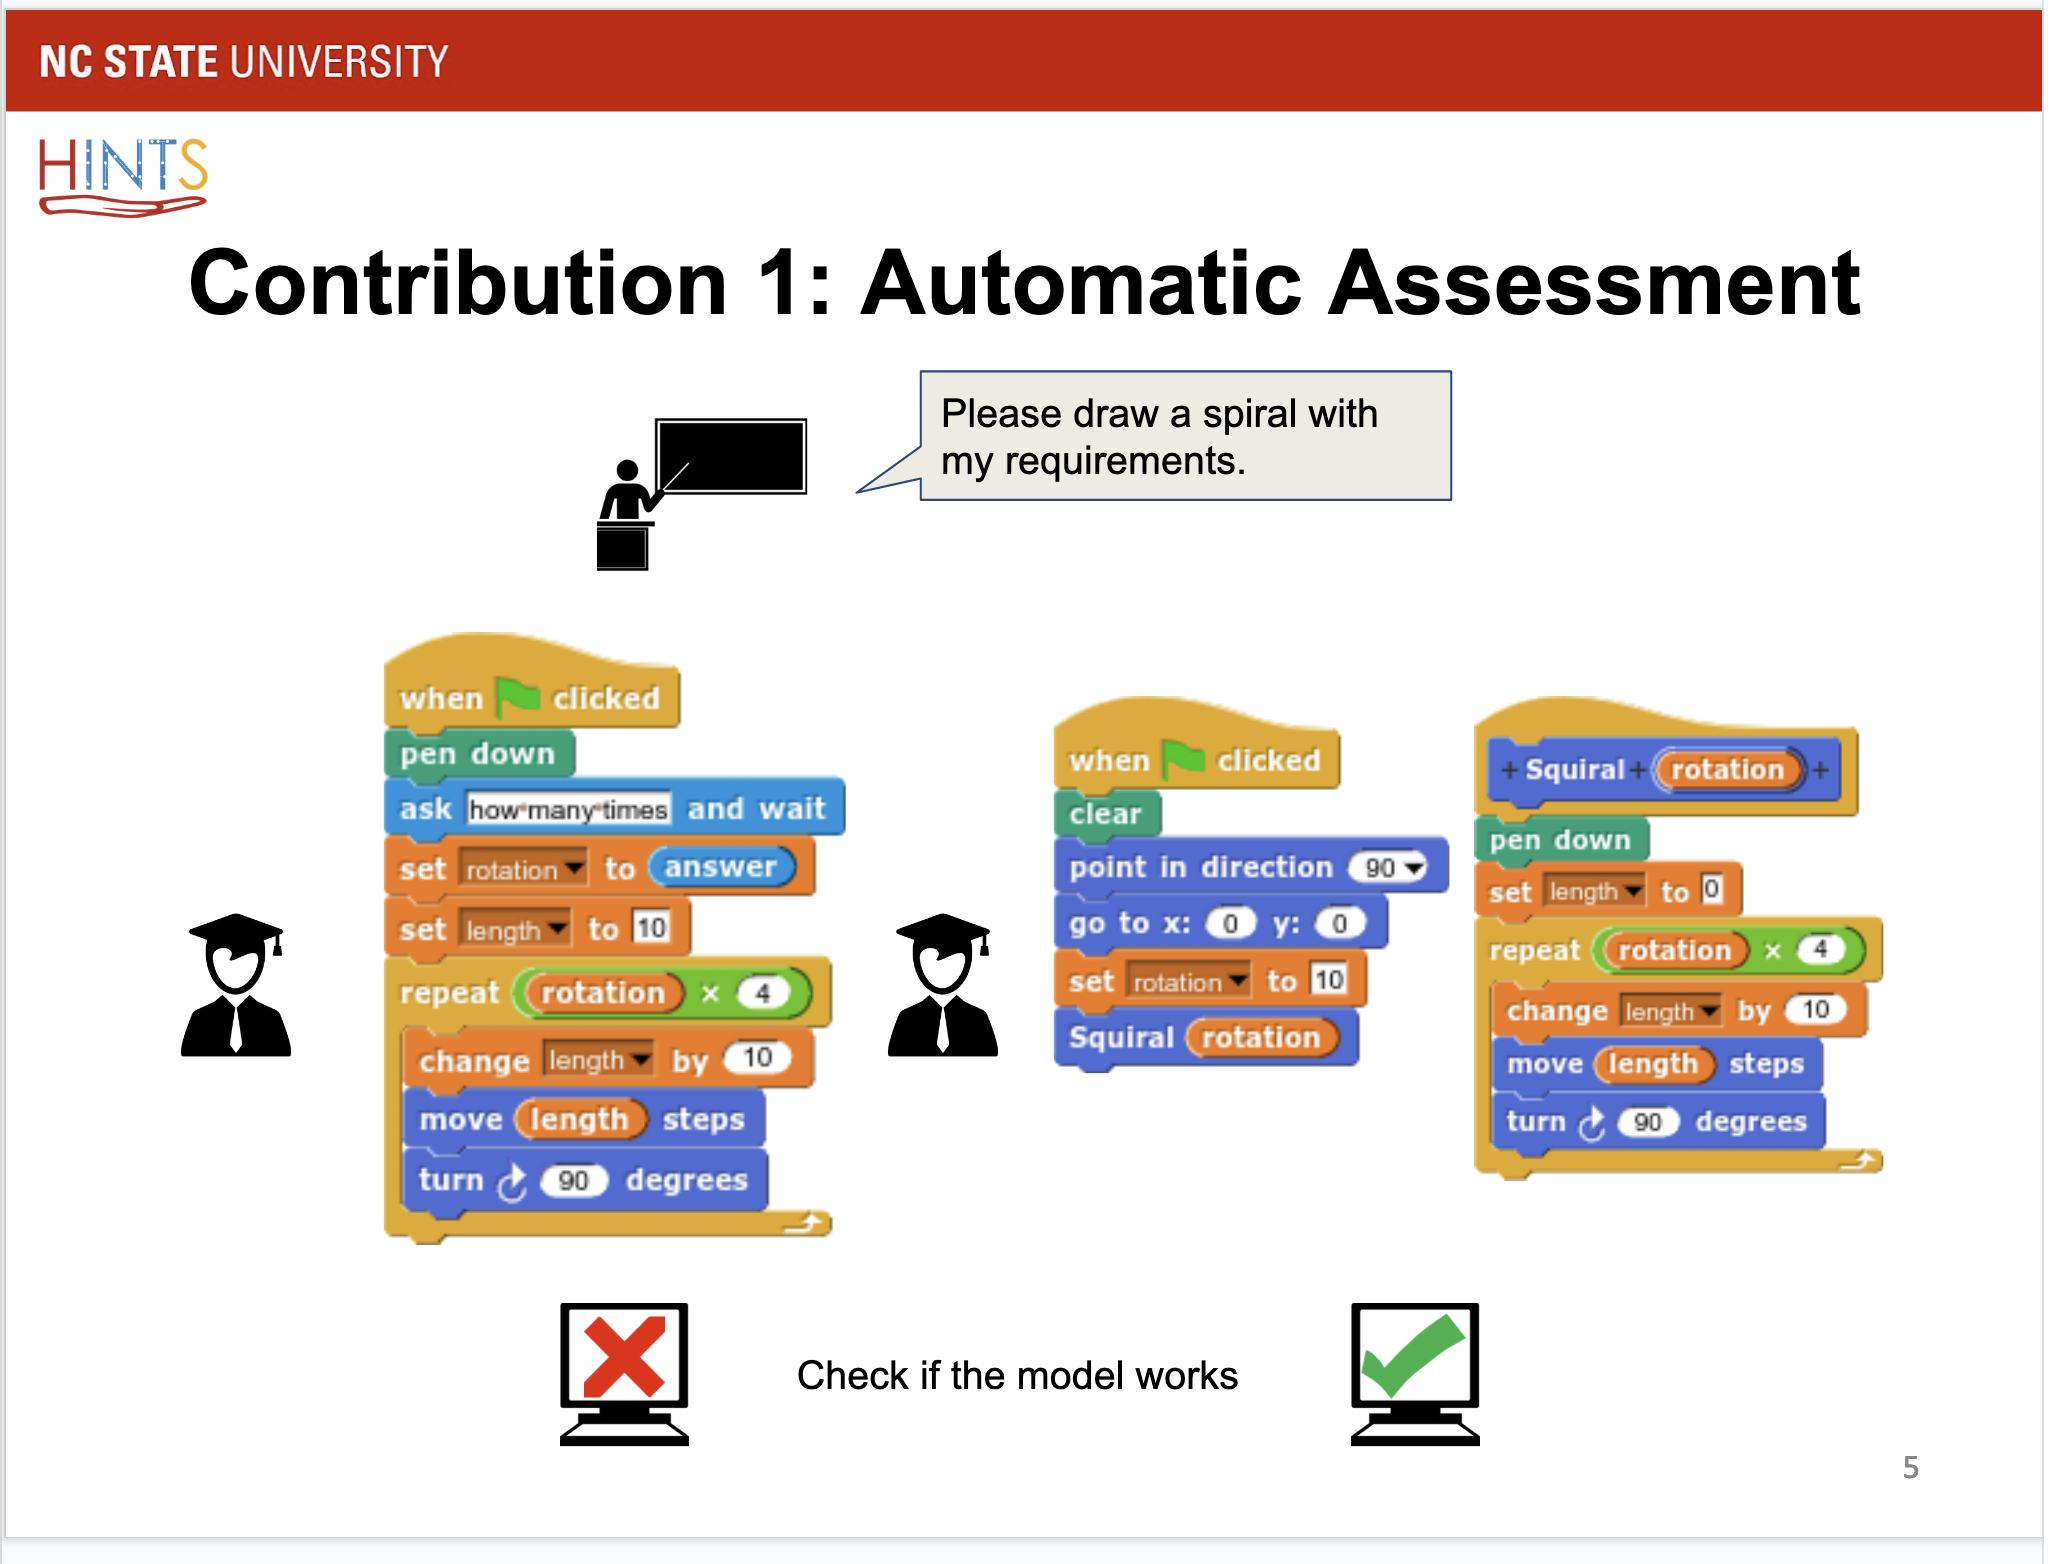 NC STATE UNIVERSITY
HINTS
Contribution 1: Automatic Assessment
Please draw a spiral with
my requirements.
when clicked
pen down
ask how many times and wait
set rotation to answer
set length to 10
repeat rotation × 4
change length by 10
move length steps
turn 90 degrees
when clicked
clear
point in direction 90
go to x: 0 y: 0
set rotation to 10
Squiral rotation
+ Squiral + rotation +
pen down
set length to 0
repeat rotation × 4
change length by 10
move length steps
turn 90 degrees
Check if the model works
5